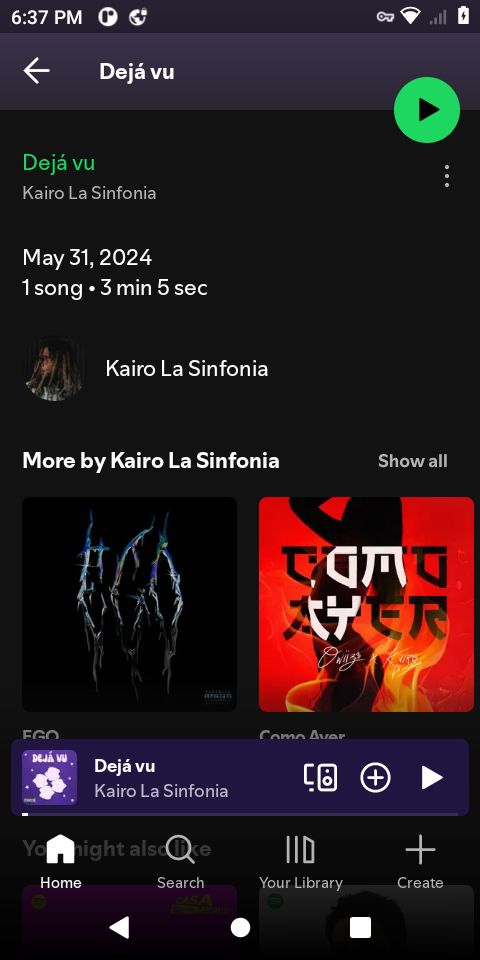 6:37 PM
Dejá vu
Dejá vu
Kairo La Sinfonia
May 31, 2024
1 song • 3 min 5 sec
Kairo La Sinfonia
More by Kairo La Sinfonia
Show all
COMO
AYER
EGO
Como Ayer
DEJÁ VU
Dejá vu
Kairo La Sinfonia
You might also like
Home
Search
Your Library
Create
CASA